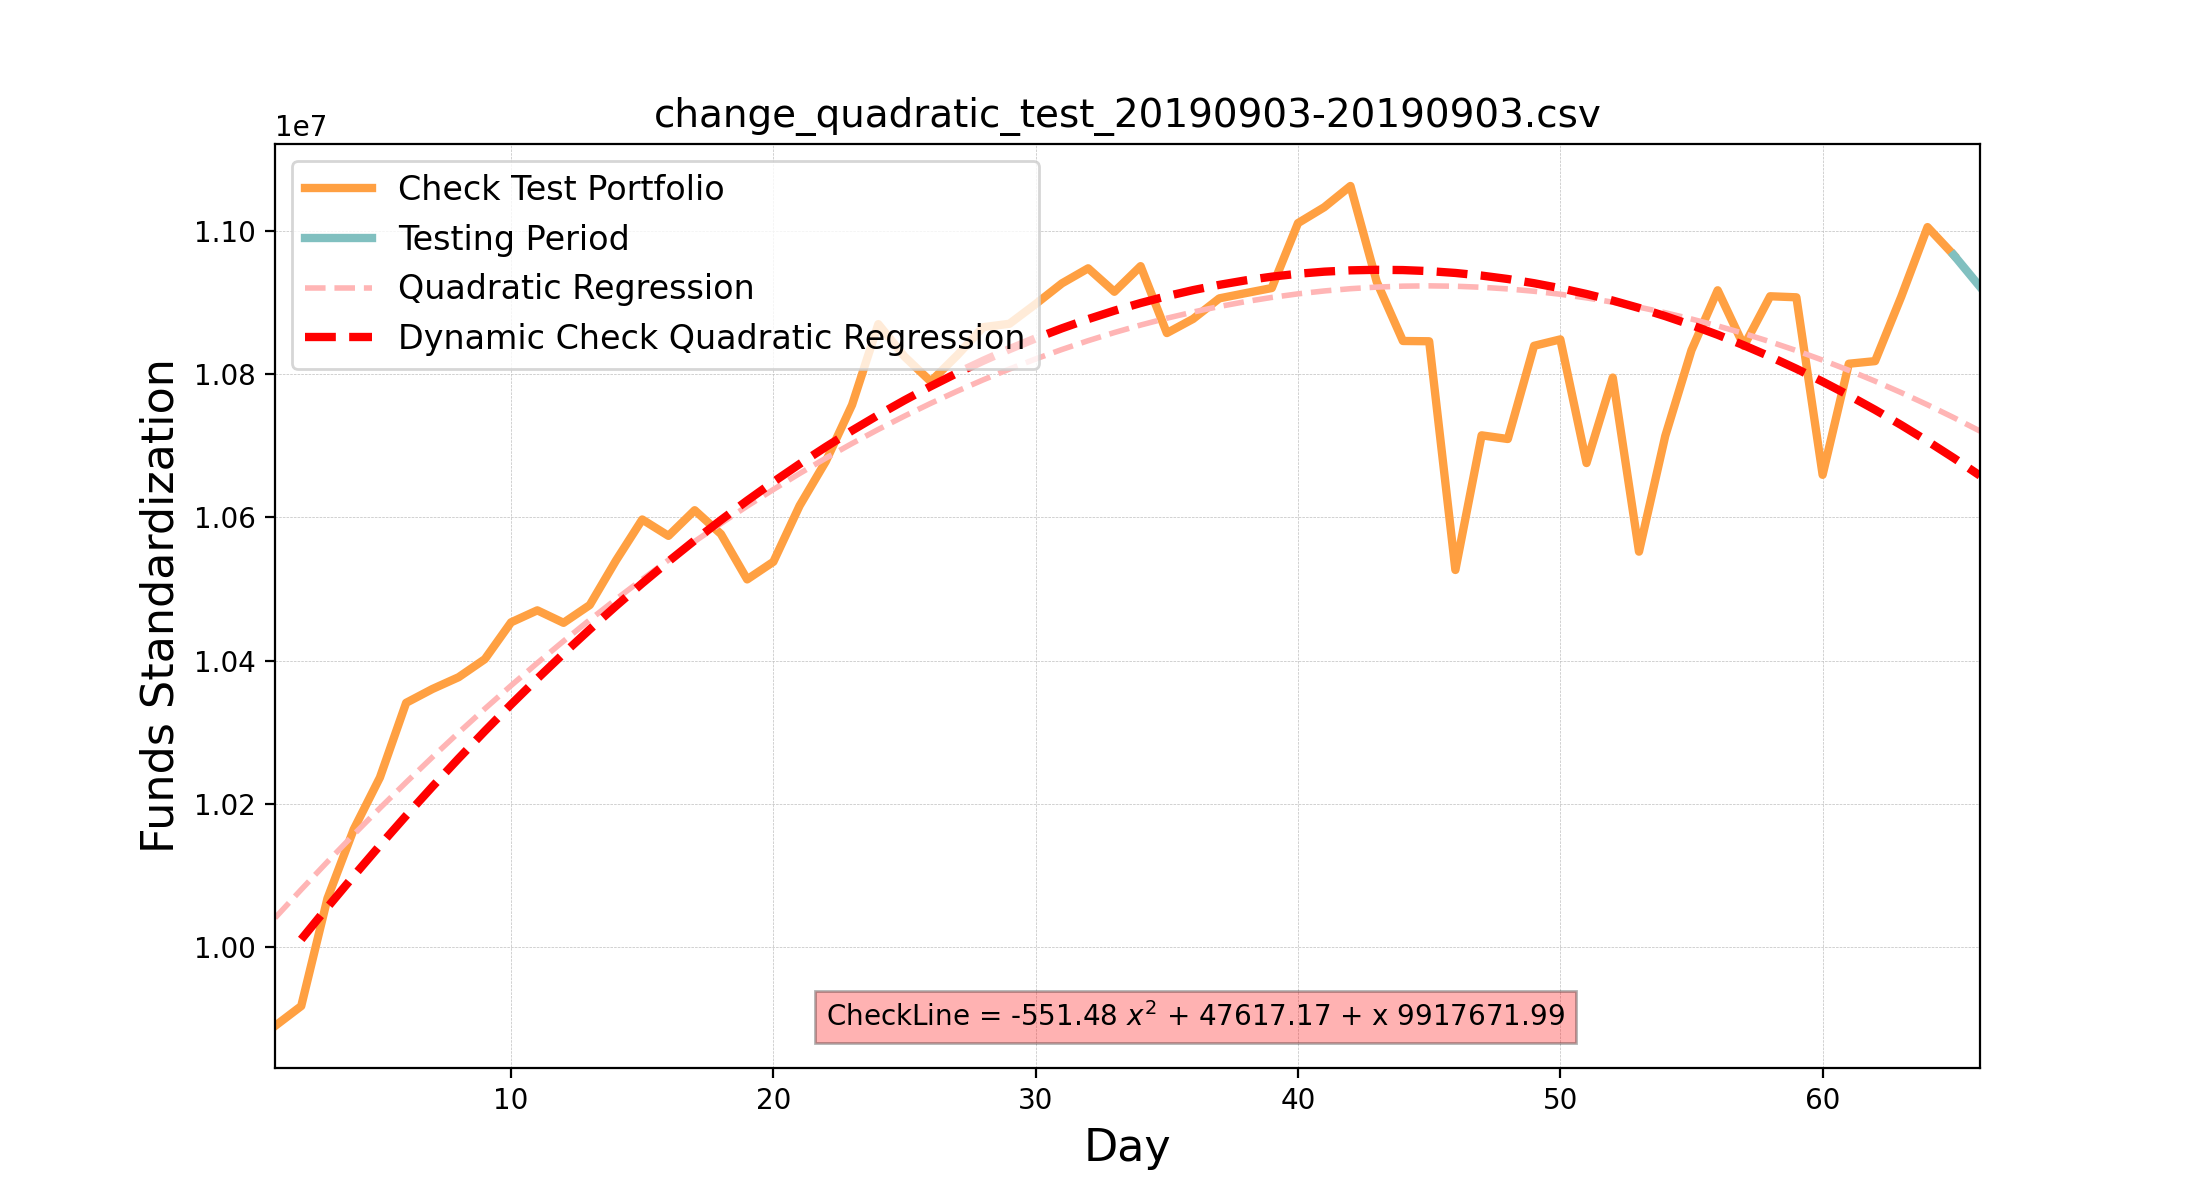 change_quadratic_test_20190903-20190903.csv
1e7
Check Test Portfolio
Testing Period
Quadratic Regression
Dynamic Check Quadratic Regression
1.10
1.08
1.06
1.04
1.02
1.00
Funds Standardization
CheckLine = -551.48 x² + 47617.17 + x 9917671.99
10 20 30 40 50 60
Day